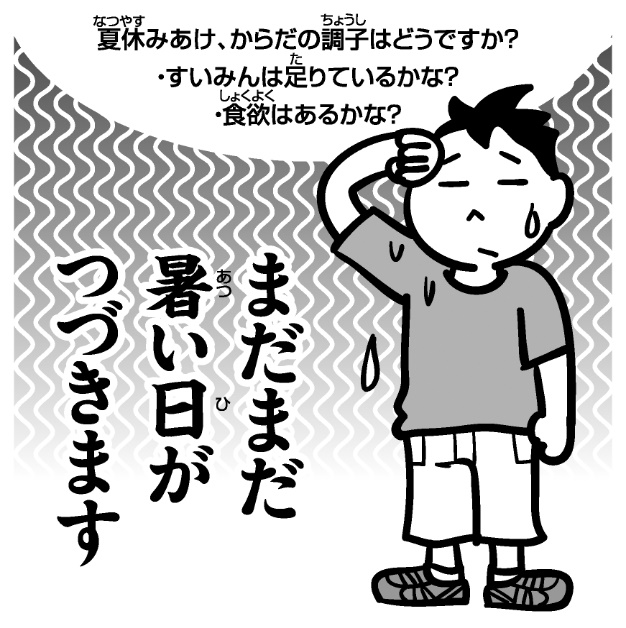 夏休みあけ、からだの調子はどうですか?
・すいみんは足りているかな?
・食欲はあるかな?
まだまだ
暑い日が
つづきます